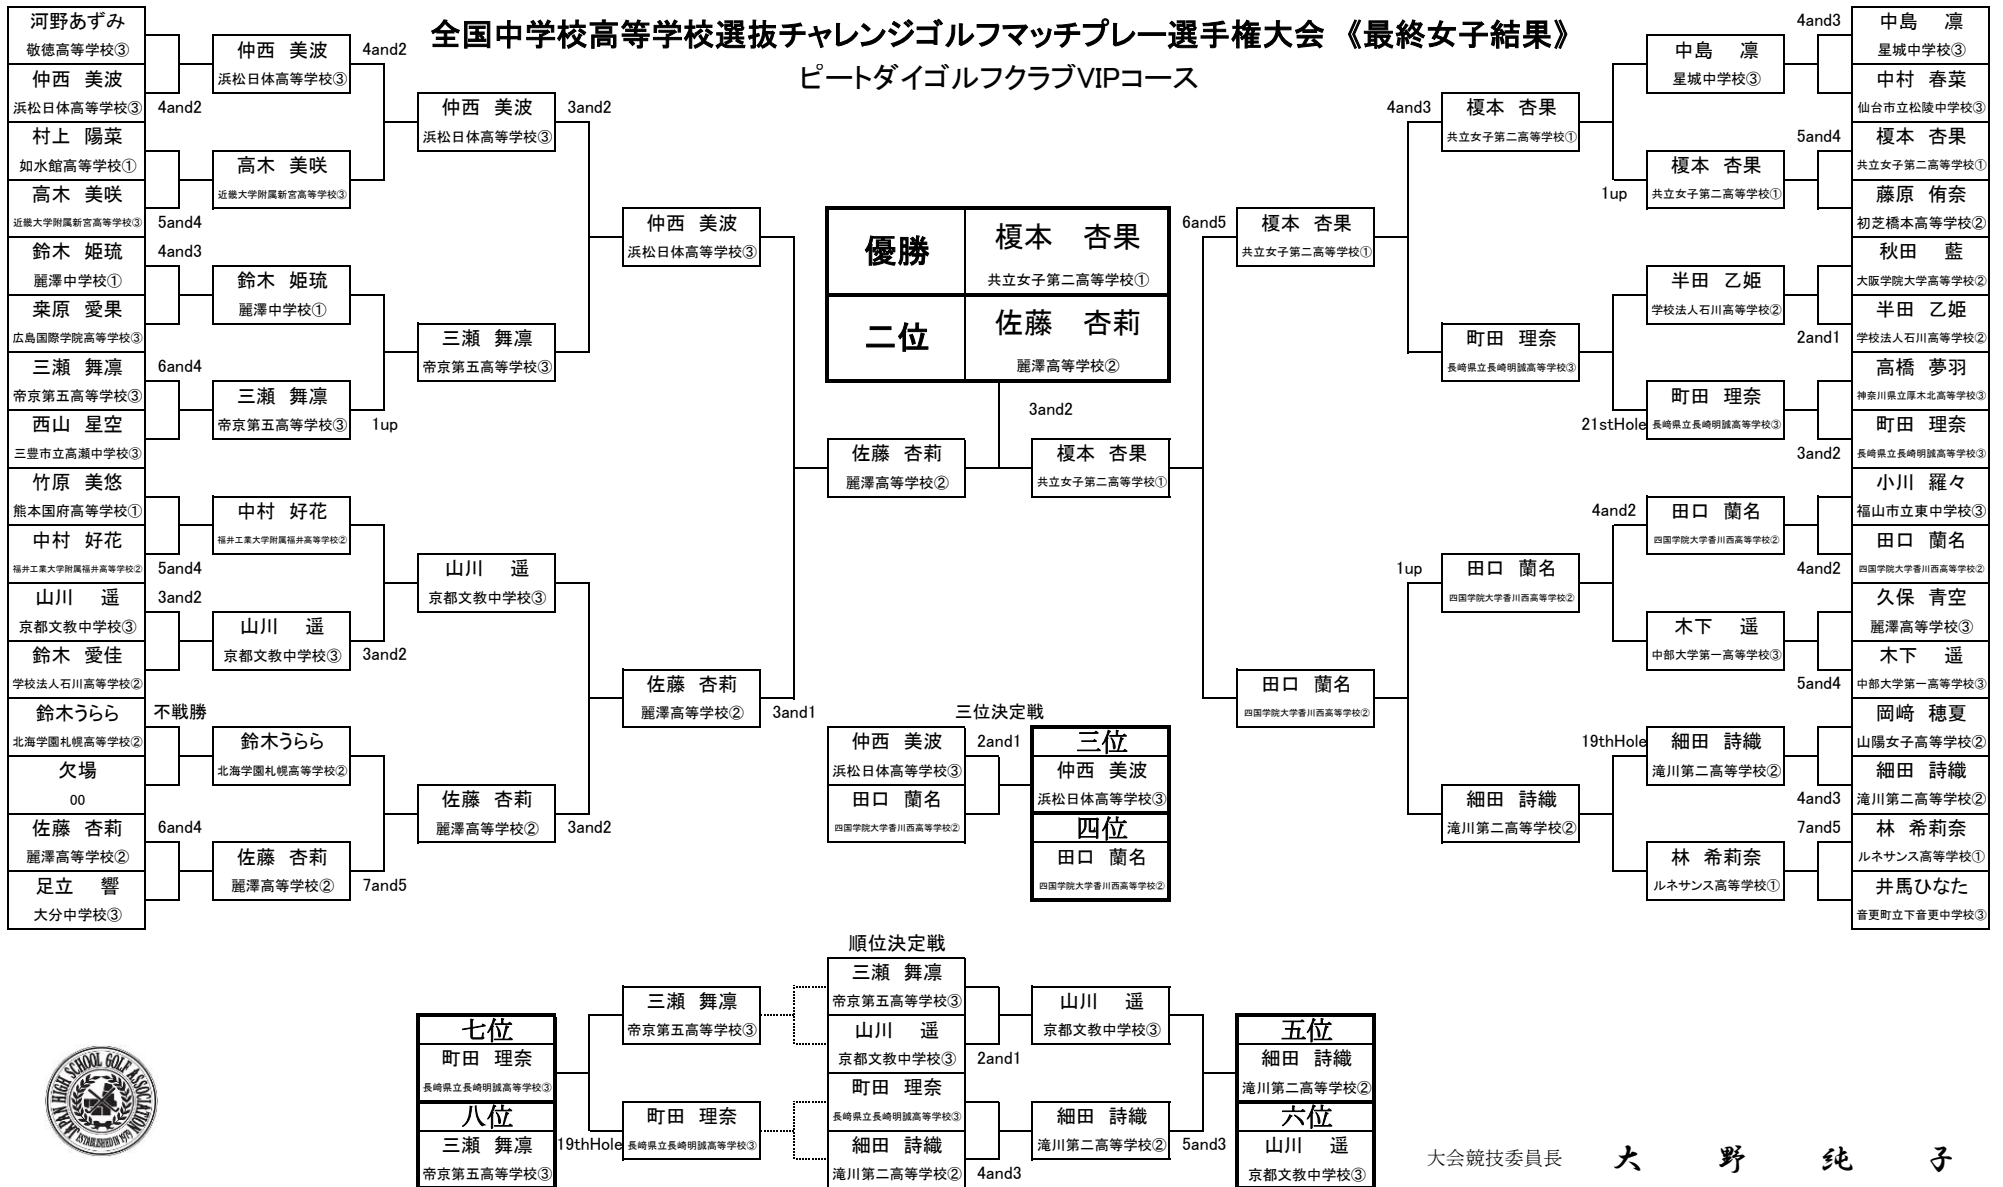 全国中学校高等学校選抜チャレンジゴルフマッチプレー選手権大会 《最終女子結果》
ピートダイゴルフクラブVIPコース
河野あずみ
敬徳高等学校③
仲西 美波
浜松日体高等学校③
4and2
村上 陽菜
如水館高等学校①
高木 美咲
近畿大学附属新宮高等学校③
5and4
鈴木 姫琉
麗澤中学校①
4and3
桒原 愛果
広島国際学院高等学校③
三瀬 舞凛
帝京第五高等学校③
6and4
西山 星空
三豊市立高瀬中学校③
竹原 美悠
熊本国府高等学校①
中村 好花
福井工業大学附属福井高等学校②
5and4
山川 遥
京都文教中学校③
3and2
鈴木 愛佳
学校法人石川高等学校②
鈴木うらら
北海学園札幌高等学校②
不戦勝
欠場
00
佐藤 杏莉
麗澤高等学校②
6and4
足立 響
大分中学校③
仲西 美波
浜松日体高等学校③
4and2
高木 美咲
近畿大学附属新宮高等学校③
鈴木 姫琉
麗澤中学校①
三瀬 舞凛
帝京第五高等学校③
1up
中村 好花
福井工業大学附属福井高等学校②
山川 遥
京都文教中学校③
3and2
鈴木うらら
北海学園札幌高等学校②
佐藤 杏莉
麗澤高等学校②
7and5
仲西 美波
浜松日体高等学校③
3and2
三瀬 舞凛
帝京第五高等学校③
山川 遥
京都文教中学校③
佐藤 杏莉
麗澤高等学校②
3and2
仲西 美波
浜松日体高等学校③
佐藤 杏莉
麗澤高等学校②
3and1
優勝
榎本 杏果
共立女子第二高等学校①
二位
佐藤 杏莉
麗澤高等学校②
3and2
佐藤 杏莉
麗澤高等学校②
榎本 杏果
共立女子第二高等学校①
6and5
榎本 杏果
共立女子第二高等学校①
田口 蘭名
四国学院大学香川西高等学校②
4and3
榎本 杏果
共立女子第二高等学校①
町田 理奈
長崎県立長崎明誠高等学校③
1up
田口 蘭名
四国学院大学香川西高等学校②
細田 詩織
滝川第二高等学校②
中島 凛
星城中学校③
1up
榎本 杏果
共立女子第二高等学校①
半田 乙姫
学校法人石川高等学校②
21stHole
町田 理奈
長崎県立長崎明誠高等学校③
4and2
田口 蘭名
四国学院大学香川西高等学校②
木下 遥
中部大学第一高等学校③
19thHole
細田 詩織
滝川第二高等学校②
林 希莉奈
ルネサンス高等学校①
4and3
中島 凛
星城中学校③
中村 春菜
仙台市立松陵中学校③
5and4
榎本 杏果
共立女子第二高等学校①
藤原 侑奈
初芝橋本高等学校②
秋田 藍
大阪学院大学高等学校②
半田 乙姫
2and1
学校法人石川高等学校②
高橋 夢羽
神奈川県立厚木北高等学校③
町田 理奈
3and2
長崎県立長崎明誠高等学校③
小川 羅々
福山市立東中学校③
田口 蘭名
4and2
四国学院大学香川西高等学校②
久保 青空
麗澤高等学校③
木下 遥
5and4
中部大学第一高等学校③
岡﨑 穂夏
山陽女子高等学校②
細田 詩織
4and3
滝川第二高等学校②
7and5
林 希莉奈
ルネサンス高等学校①
井馬ひなた
音更町立下音更中学校③
三位決定戦
仲西 美波
浜松日体高等学校③
2and1
田口 蘭名
四国学院大学香川西高等学校②
三位
仲西 美波
浜松日体高等学校③
四位
田口 蘭名
四国学院大学香川西高等学校②
順位決定戦
三瀬 舞凛
帝京第五高等学校③
山川 遥
京都文教中学校③
2and1
町田 理奈
長崎県立長崎明誠高等学校③
細田 詩織
滝川第二高等学校②
4and3
三瀬 舞凛
帝京第五高等学校③
町田 理奈
長崎県立長崎明誠高等学校③
19thHole
七位
町田 理奈
長崎県立長崎明誠高等学校③
八位
三瀬 舞凛
帝京第五高等学校③
山川 遥
京都文教中学校③
細田 詩織
滝川第二高等学校②
5and3
五位
細田 詩織
滝川第二高等学校②
六位
山川 遥
京都文教中学校③
JAPAN HIGH SCHOOL GOLF ASSOCIATION
ESTABLISHED IN 1979
大会競技委員長 大 野 純 子